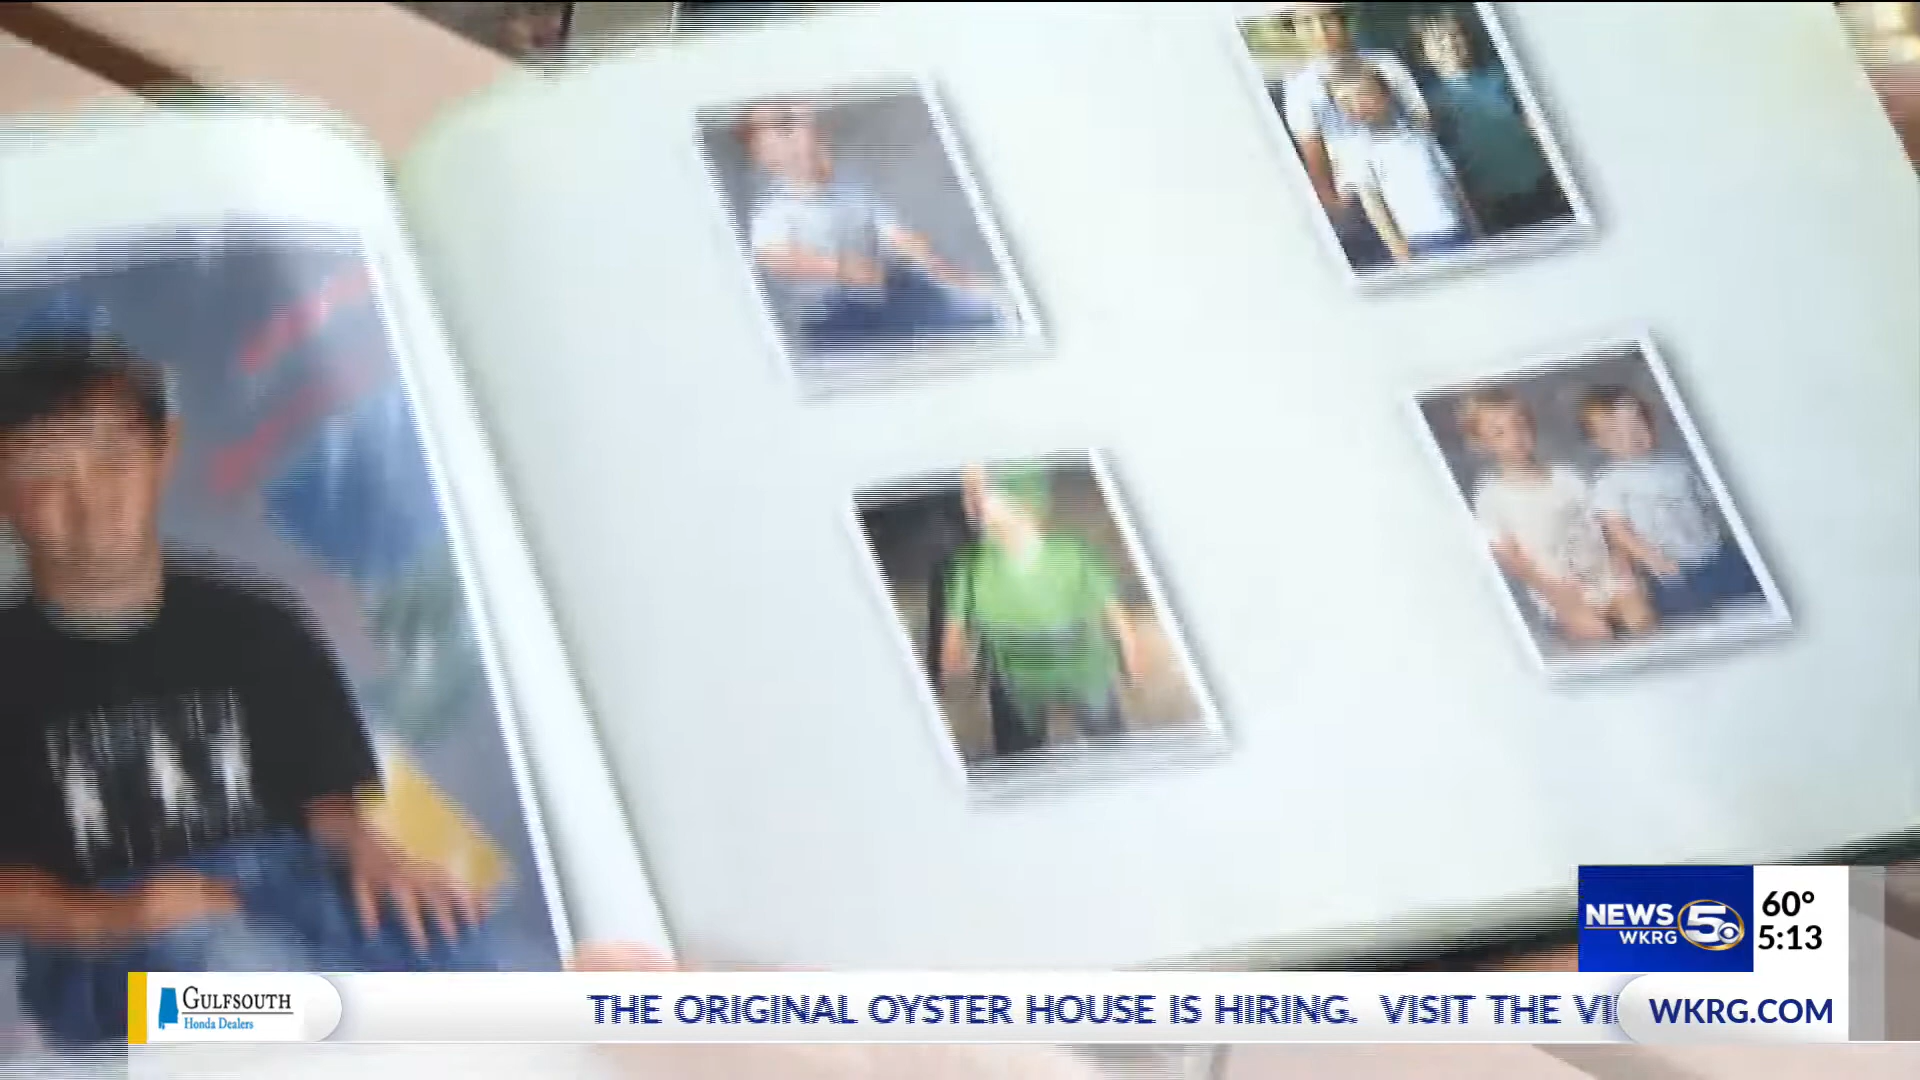 NEWS 5
WKRG
60°
5:13
GULFSOUTH
Honda Dealers
THE ORIGINAL OYSTER HOUSE IS HIRING. VISIT THE
WKRG.COM